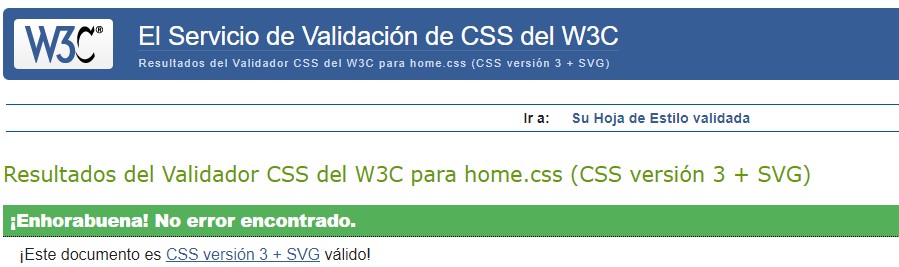 W3C®
El Servicio de Validación de CSS del W3C
Resultados del Validador CSS del W3C para home.css (CSS versión 3 + SVG)
Ir a: Su Hoja de Estilo validada
Resultados del Validador CSS del W3C para home.css (CSS versión 3 + SVG)
¡Enhorabuena! No error encontrado.
¡Este documento es CSS versión 3 + SVG válido!